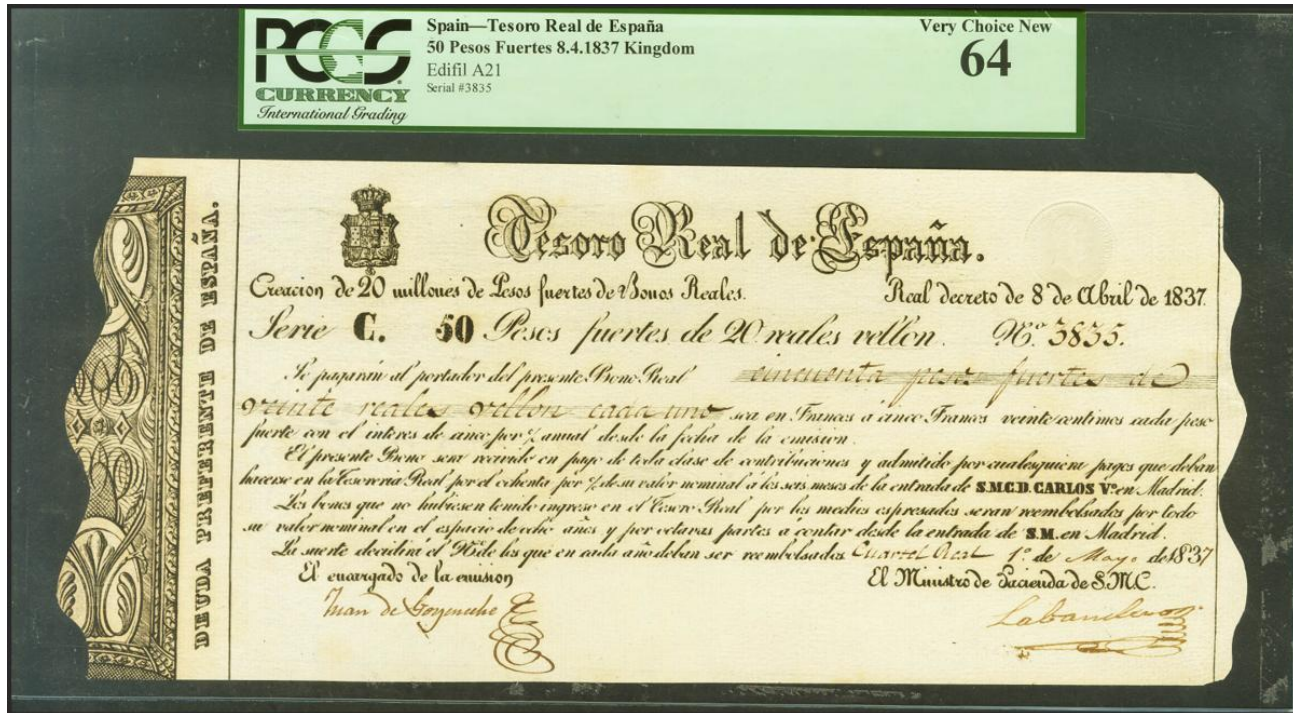 PCGS
CURRENCY
International Grading
Spain—Tesoro Real de España
50 Pesos Fuertes 8.4.1837 Kingdom
Edifil A21
Serial #3835
Very Choice New
64
DEUDA PREFERENTE DE ESPAÑA.
Tesoro Real de España.
Creacion de 20 millones de Pesos fuertes de Bonos Reales. Real decreto de 8 de Abril de 1837.
Serie C. 50 Pesos fuertes de 20 reales vellon. Nº. 3835.
Se pagarán al portador del presente Bono Real cincuenta pesos fuertes de
veinte reales vellon cada uno sea en Francos á cinco Francos veinte centimos cada peso
fuerte con el interes de cinco por % anual desde la fecha de la emision.
El presente Bono será recivido en pago de toda clase de contribuciones y admitido por cualesquiera pagos que deban
hacerse en la Tesoreria Real por el ochenta por % de su valor nominal á los seis meses de la entrada de S.M.C.D. CARLOS Vº. en Madrid.
Los bonos que no hubiesen tenido ingreso en el Tesoro Real por los medios espresados seran reembolsados por todo
su valor nominal en el espacio de ocho años y por octavas partes á contar desde la entrada de S.M. en Madrid.
La suerte decidirá el Nº de los que en cada año deban ser reembolsados Cuartel Real 1º. de Mayo de 1837
El encargado de la emision El Ministro de Hacienda de S.M.C.
Juan de Goyeneche